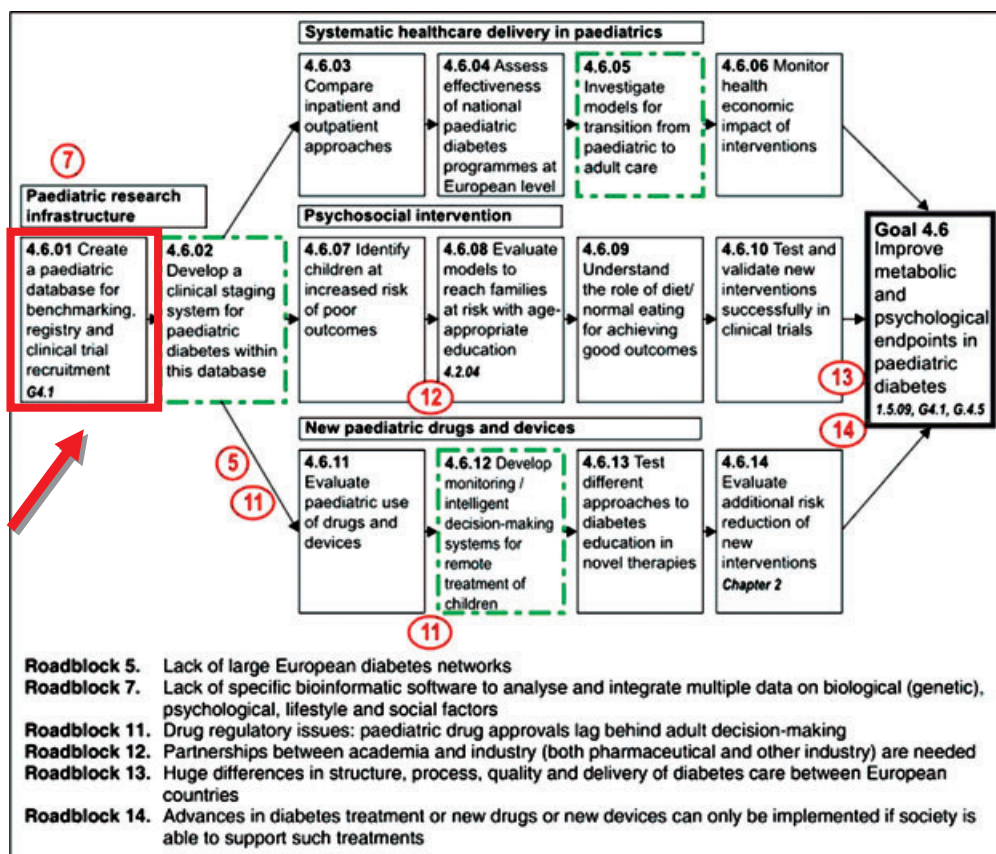 Systematic healthcare delivery in paediatrics
4.6.03
Compare
inpatient and
outpatient
approaches
4.6.04 Assess
effectiveness
of national
paediatric
diabetes
programmes at
European level
4.6.05
Investigate
models for
transition from
paediatric to
adult care
4.6.06 Monitor
health
economic
impact of
interventions
7
Paediatric research
infrastructure
4.6.01 Create
a paediatric
database for
benchmarking,
registry and
clinical trial
recruitment
G4.1
4.6.02
Develop a
clinical staging
system for
paediatric
diabetes within
this database
Psychosocial intervention
4.6.07 Identify
children at
increased risk
of poor
outcomes
4.6.08 Evaluate
models to
reach families
at risk with age-
appropriate
education
4.2.04
4.6.09
Understand
the role of diet/
normal eating
for achieving
good outcomes
4.6.10 Test and
validate new
interventions
successfully in
clinical trials
Goal 4.6
Improve
metabolic
and
psychological
endpoints in
paediatric
diabetes
1.5.09, G4.1, G.4.5
12
13
14
New paediatric drugs and devices
5
11
4.6.11
Evaluate
paediatric use
of drugs and
devices
4.6.12 Develop
monitoring /
intelligent
decision-making
systems for
remote
treatment of
children
4.6.13 Test
different
approaches to
diabetes
education in
novel therapies
4.6.14
Evaluate
additional risk
reduction of
new
interventions
Chapter 2
11
Roadblock 5. Lack of large European diabetes networks
Roadblock 7. Lack of specific bioinformatic software to analyse and integrate multiple data on biological (genetic),
psychological, lifestyle and social factors
Roadblock 11. Drug regulatory issues: paediatric drug approvals lag behind adult decision-making
Roadblock 12. Partnerships between academia and industry (both pharmaceutical and other industry) are needed
Roadblock 13. Huge differences in structure, process, quality and delivery of diabetes care between European
countries
Roadblock 14. Advances in diabetes treatment or new drugs or new devices can only be implemented if society is
able to support such treatments